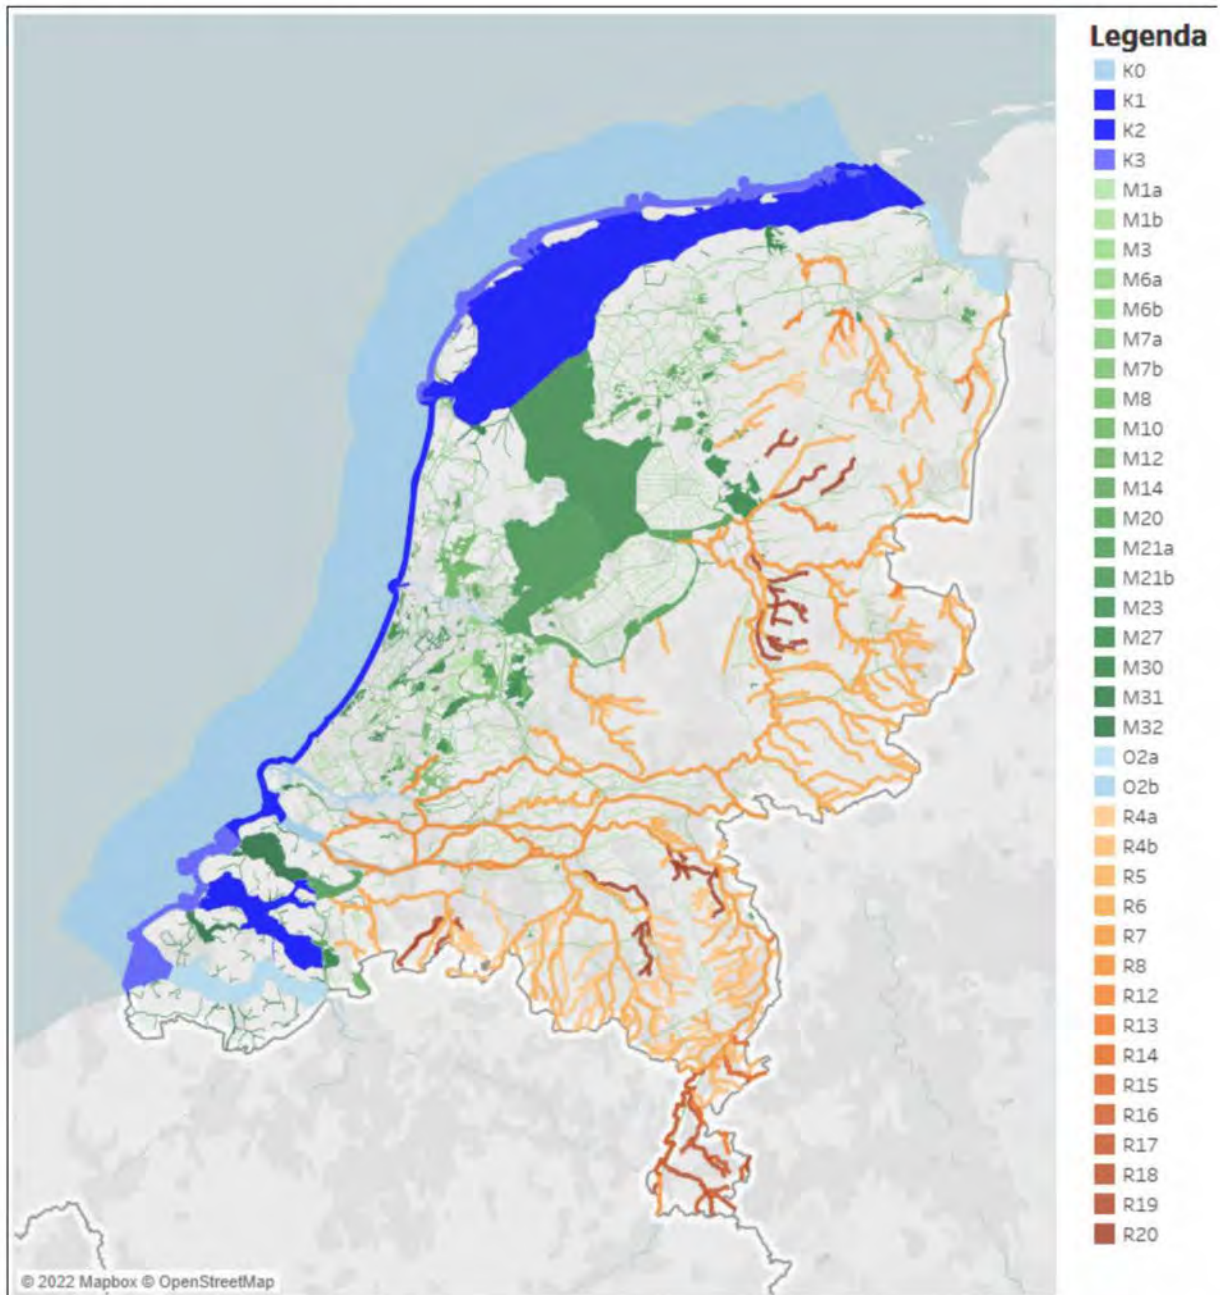 Legenda
K0
K1
K2
K3
M1a
M1b
M3
M6a
M6b
M7a
M7b
M8
M10
M12
M14
M20
M21a
M21b
M23
M27
M30
M31
M32
O2a
O2b
R4a
R4b
R5
R6
R7
R8
R12
R13
R14
R15
R16
R17
R18
R19
R20
© 2022 Mapbox © OpenStreetMap